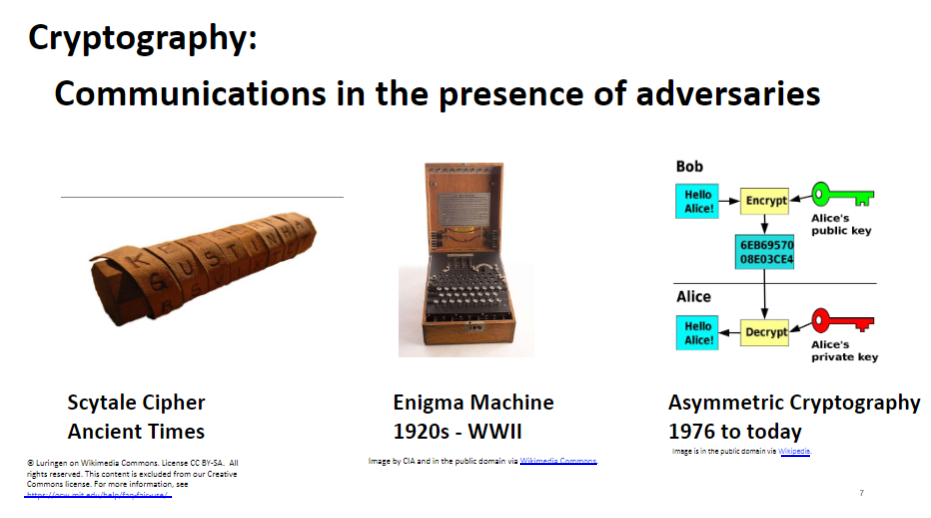 Cryptography:
Communications in the presence of adversaries
Bob
Hello
Alice!
Encrypt
Alice's
public key
6EB69570
08E03CE4
Alice
Hello
Alice!
Decrypt
Alice's
private key
Scytale Cipher
Ancient Times
© Luringen on Wikimedia Commons. License CC BY-SA. All
rights reserved. This content is excluded from our Creative
Commons license. For more information, see
https://ocw.mit.edu/help/faq-fair-use/
Enigma Machine
1920s - WWII
Image by CIA and in the public domain via Wikimedia Commons.
Asymmetric Cryptography
1976 to today
Image is in the public domain via Wikipedia.
7